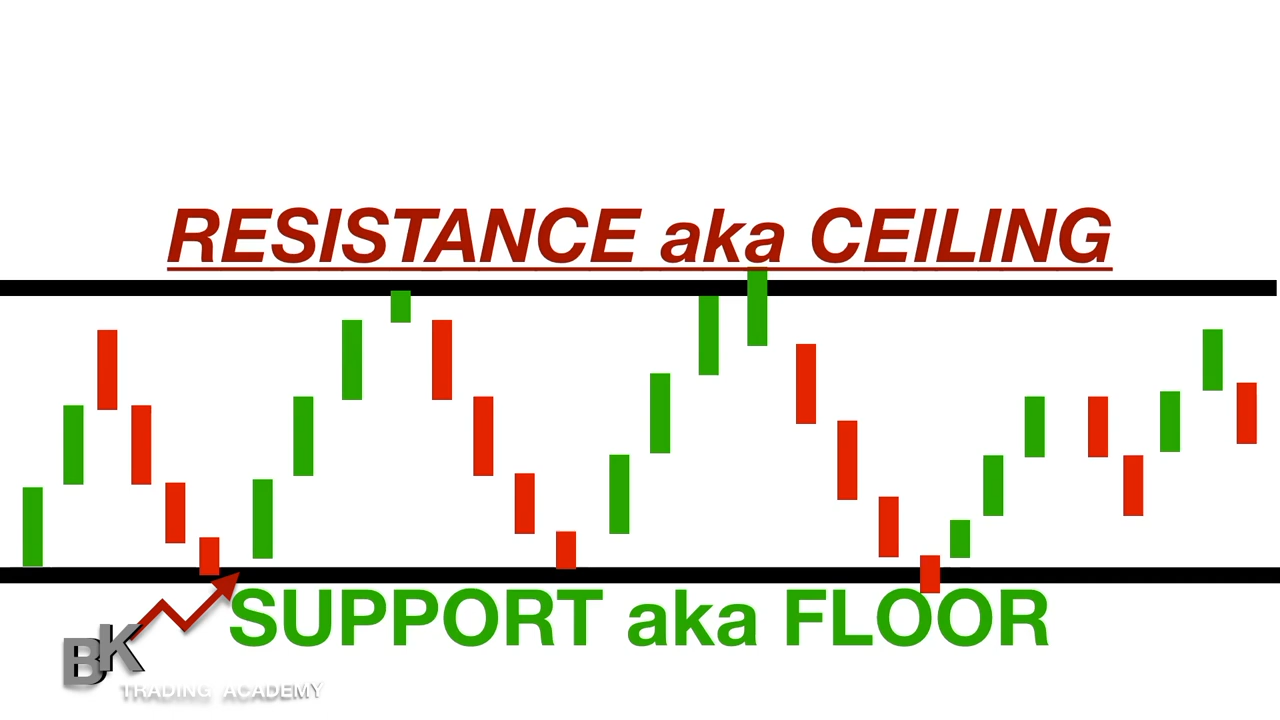 RESISTANCE aka CEILING
SUPPORT aka FLOOR
BK
TRADING ACADEMY